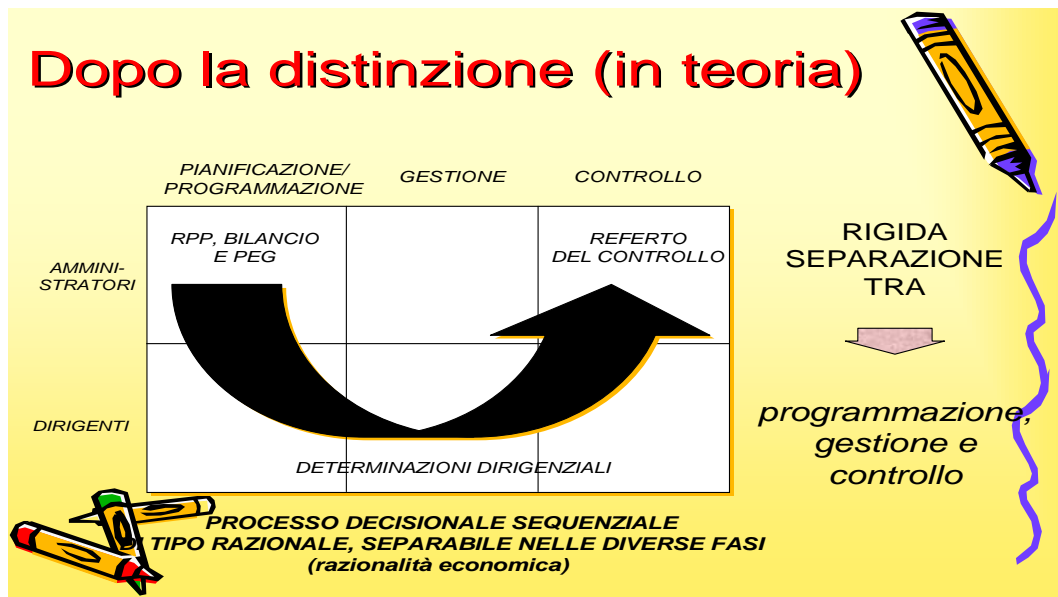 Dopo la distinzione (in teoria)
PIANIFICAZIONE/
PROGRAMMAZIONE
GESTIONE
CONTROLLO
AMMINI-
STRATORI
RPP, BILANCIO
E PEG
REFERTO
DEL CONTROLLO
DIRIGENTI
DETERMINAZIONI DIRIGENZIALI
PROCESSO DECISIONALE SEQUENZIALE
DI TIPO RAZIONALE, SEPARABILE NELLE DIVERSE FASI
(razionalità economica)
RIGIDA
SEPARAZIONE
TRA
programmazione,
gestione e
controllo